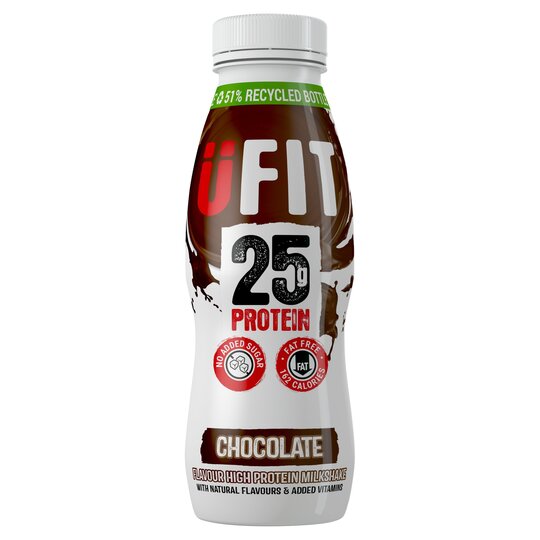 51% RECYCLED BOTTLE
ÜFIT
25g
PROTEIN
NO ADDED SUGAR
FAT FREE
FAT
162 CALORIES
CHOCOLATE
FLAVOUR HIGH PROTEIN MILKSHAKE
WITH NATURAL FLAVOURS & ADDED VITAMINS